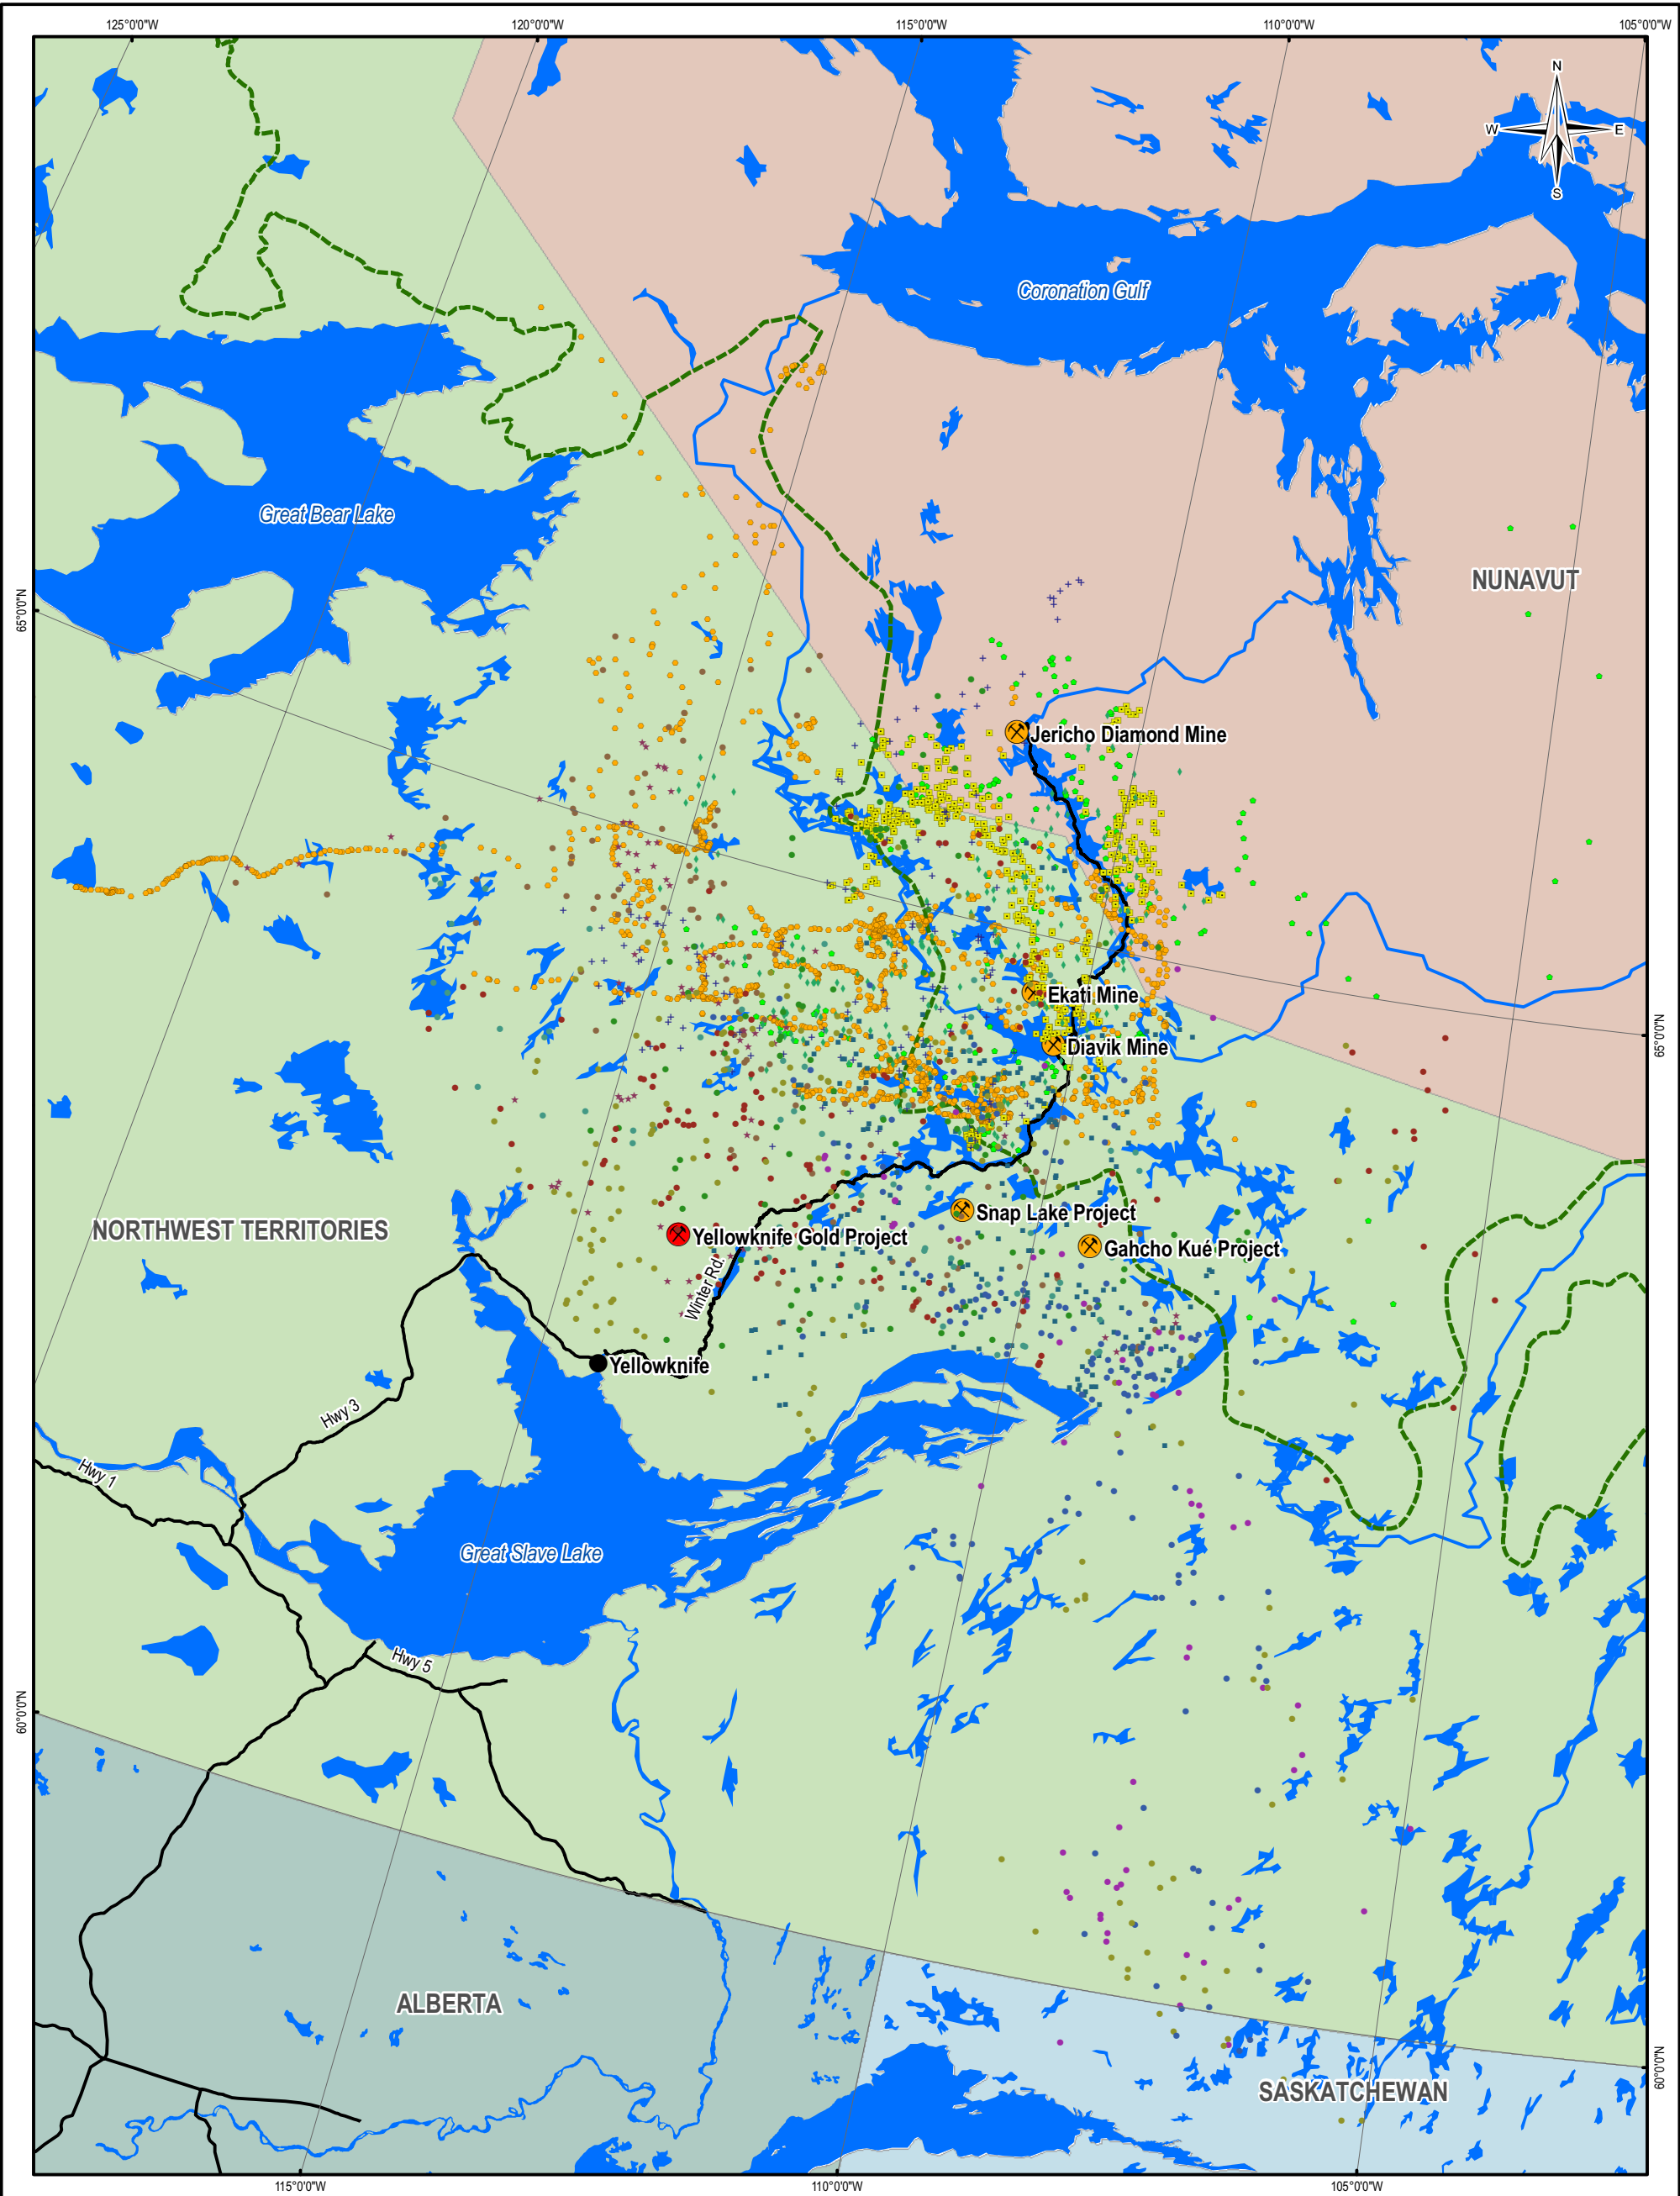 125°0'0"W
120°0'0"W
115°0'0"W
110°0'0"W
105°0'0"W
N
W
E
S
Coronation Gulf
Great Bear Lake
NUNAVUT
65°0'0"N
Jericho Diamond Mine
Ekati Mine
65°0'0"N
Diavik Mine
Snap Lake Project
NORTHWEST TERRITORIES
Yellowknife Gold Project
Gahcho Kué Project
Winter Rd.
Yellowknife
Hwy 3
Hwy 1
Great Slave Lake
Hwy 5
60°0'0"N
ALBERTA
60°0'0"N
SASKATCHEWAN
115°0'0"W
110°0'0"W
105°0'0"W